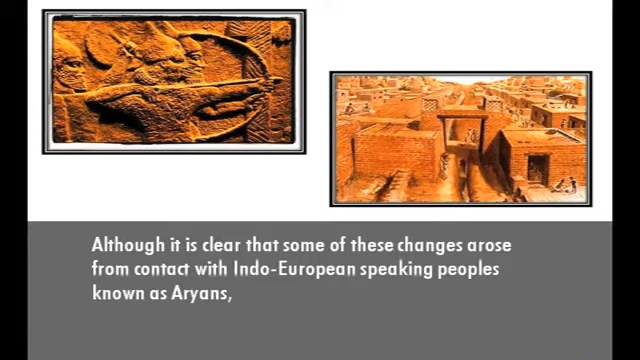 Although it is clear that some of these changes arose
from contact with Indo-European speaking peoples
known as Aryans,